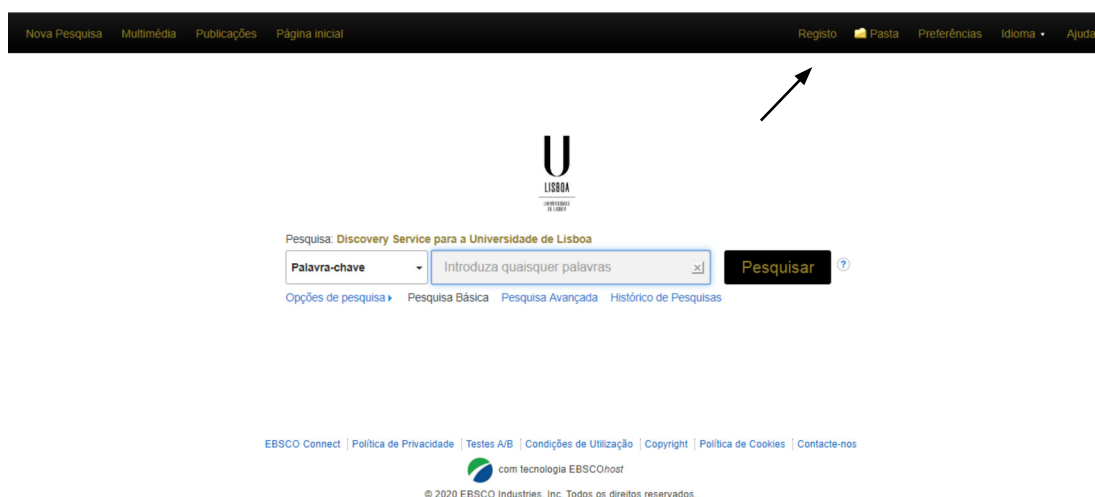 Nova Pesquisa Multimédia Publicações Página inicial Registo Pasta Preferências Idioma Ajuda
U
LISBOA
UNIVERSIDADE
DE LISBOA
Pesquisa: Discovery Service para a Universidade de Lisboa
Palavra-chave Introduza quaisquer palavras x Pesquisar ?
Opções de pesquisa Pesquisa Básica Pesquisa Avançada Histórico de Pesquisas
EBSCO Connect Política de Privacidade Testes A/B Condições de Utilização Copyright Política de Cookies Contacte-nos
com tecnologia EBSCOhost
© 2020 EBSCO Industries, Inc. Todos os direitos reservados.